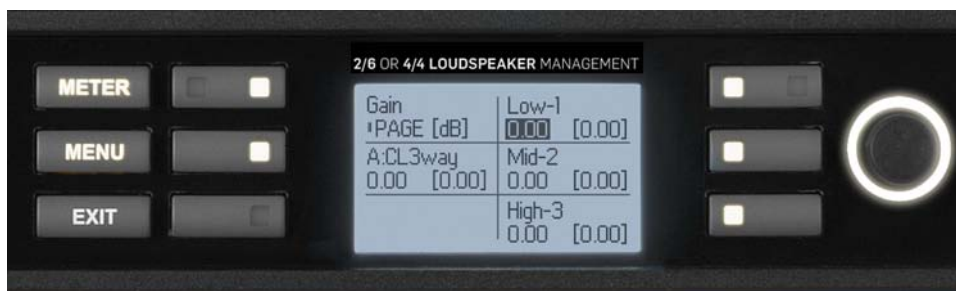 2/6 OR 4/4 LOUDSPEAKER MANAGEMENT
METER
MENU
EXIT
Gain
PAGE [dB]
A:CL3way
0.00 [0.00]
Low-1
0.00 [0.00]
Mid-2
0.00 [0.00]
High-3
0.00 [0.00]